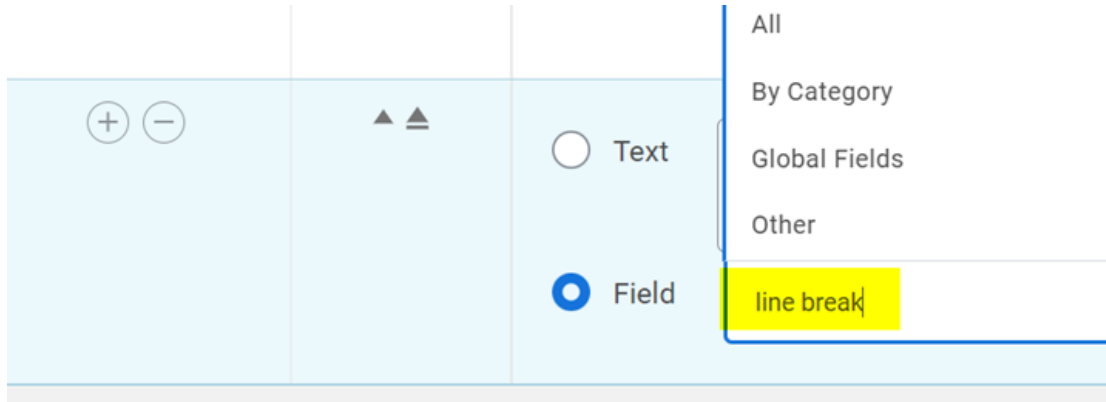 All
By Category
Text
Global Fields
Other
Field
line break